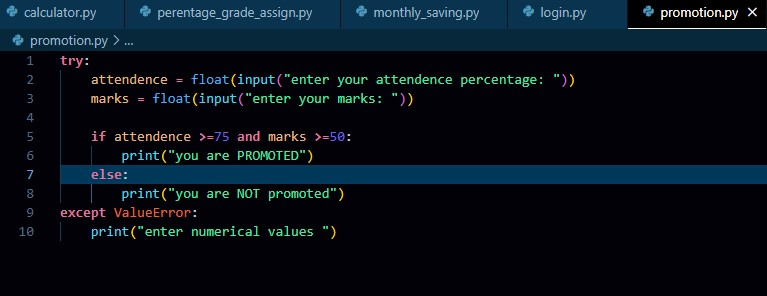 calculator.py perentage_grade_assign.py monthly_saving.py login.py promotion.py ×
promotion.py > ...
1 try:
2     attendence = float(input("enter your attendence percentage: "))
3     marks = float(input("enter your marks: "))
4
5     if attendence >=75 and marks >=50:
6         print("you are PROMOTED")
7     else:
8         print("you are NOT promoted")
9 except ValueError:
10     print("enter numerical values ")